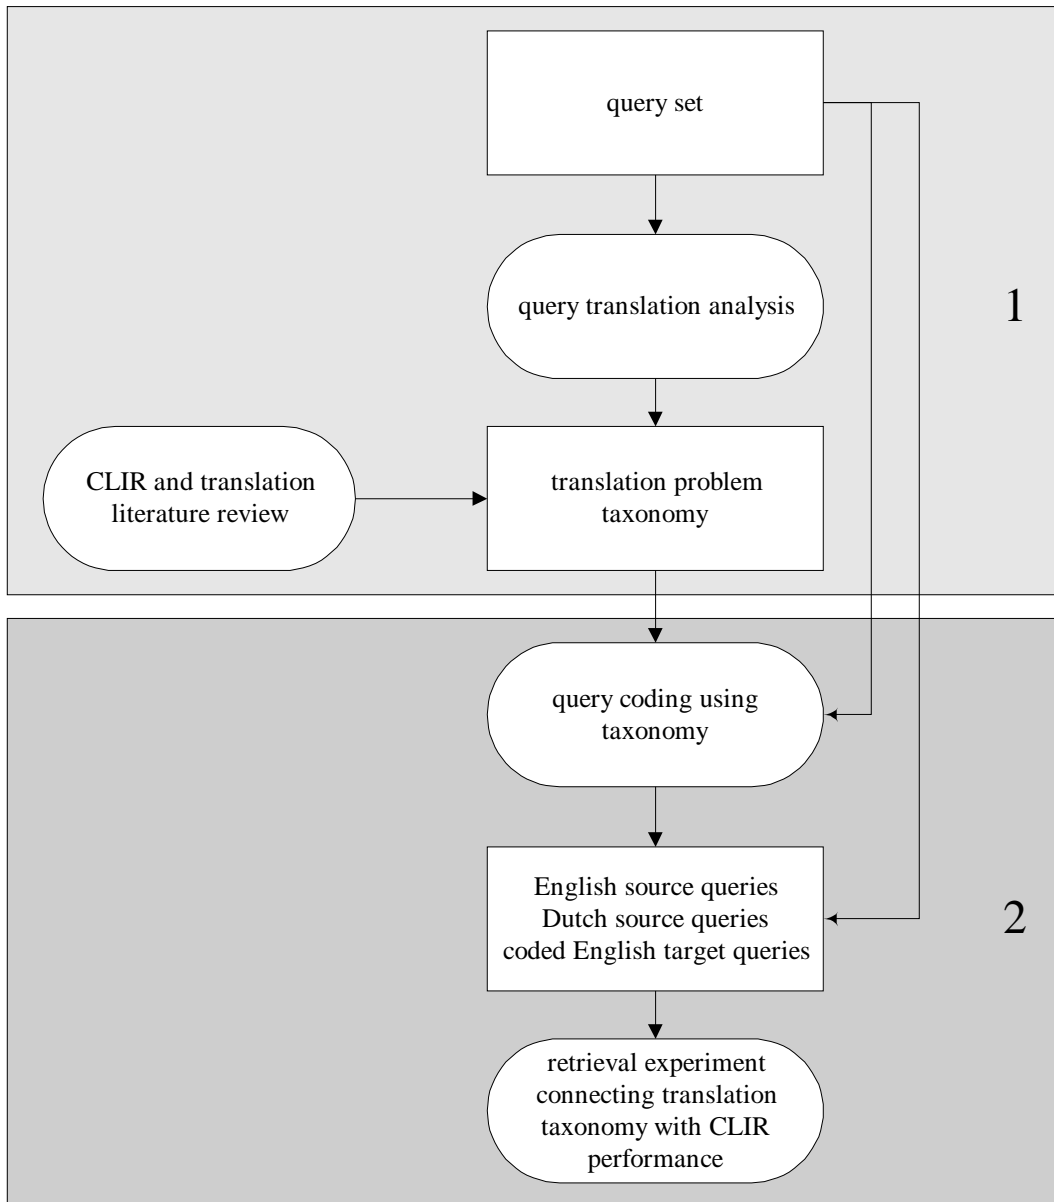 query set
query translation analysis
1
CLIR and translation
literature review
translation problem
taxonomy
query coding using
taxonomy
English source queries
Dutch source queries
coded English target queries
2
retrieval experiment
connecting translation
taxonomy with CLIR
performance